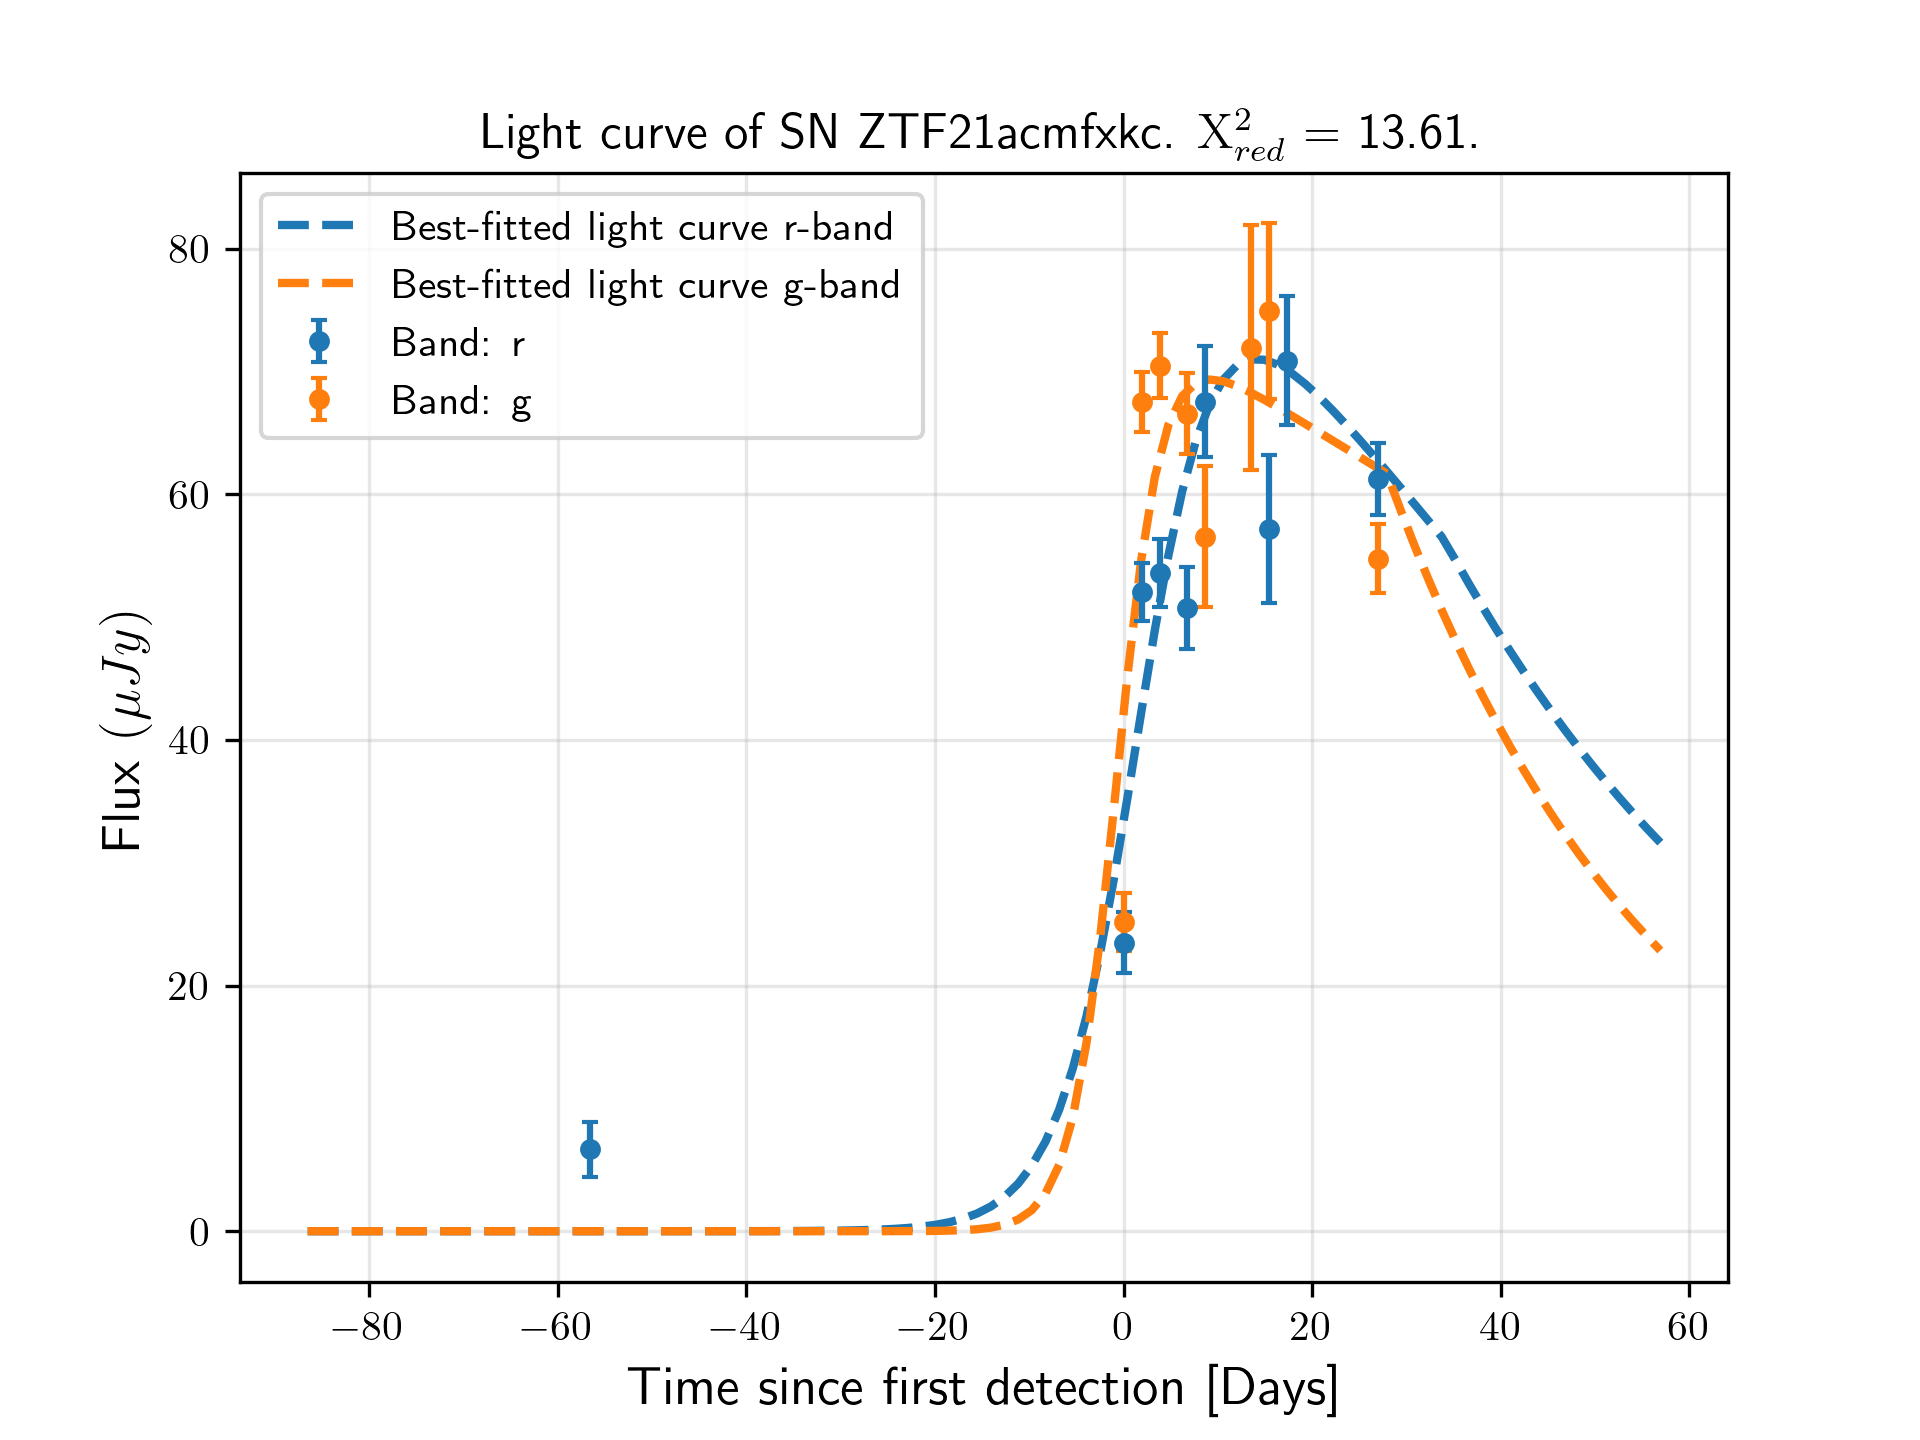 Light curve of SN ZTF21acmfxkc. X²_red = 13.61.
Best-fitted light curve r-band
Best-fitted light curve g-band
Band: r
Band: g
80
60
40
20
0
Flux (μJy)
−80 −60 −40 −20 0 20 40 60
Time since first detection [Days]